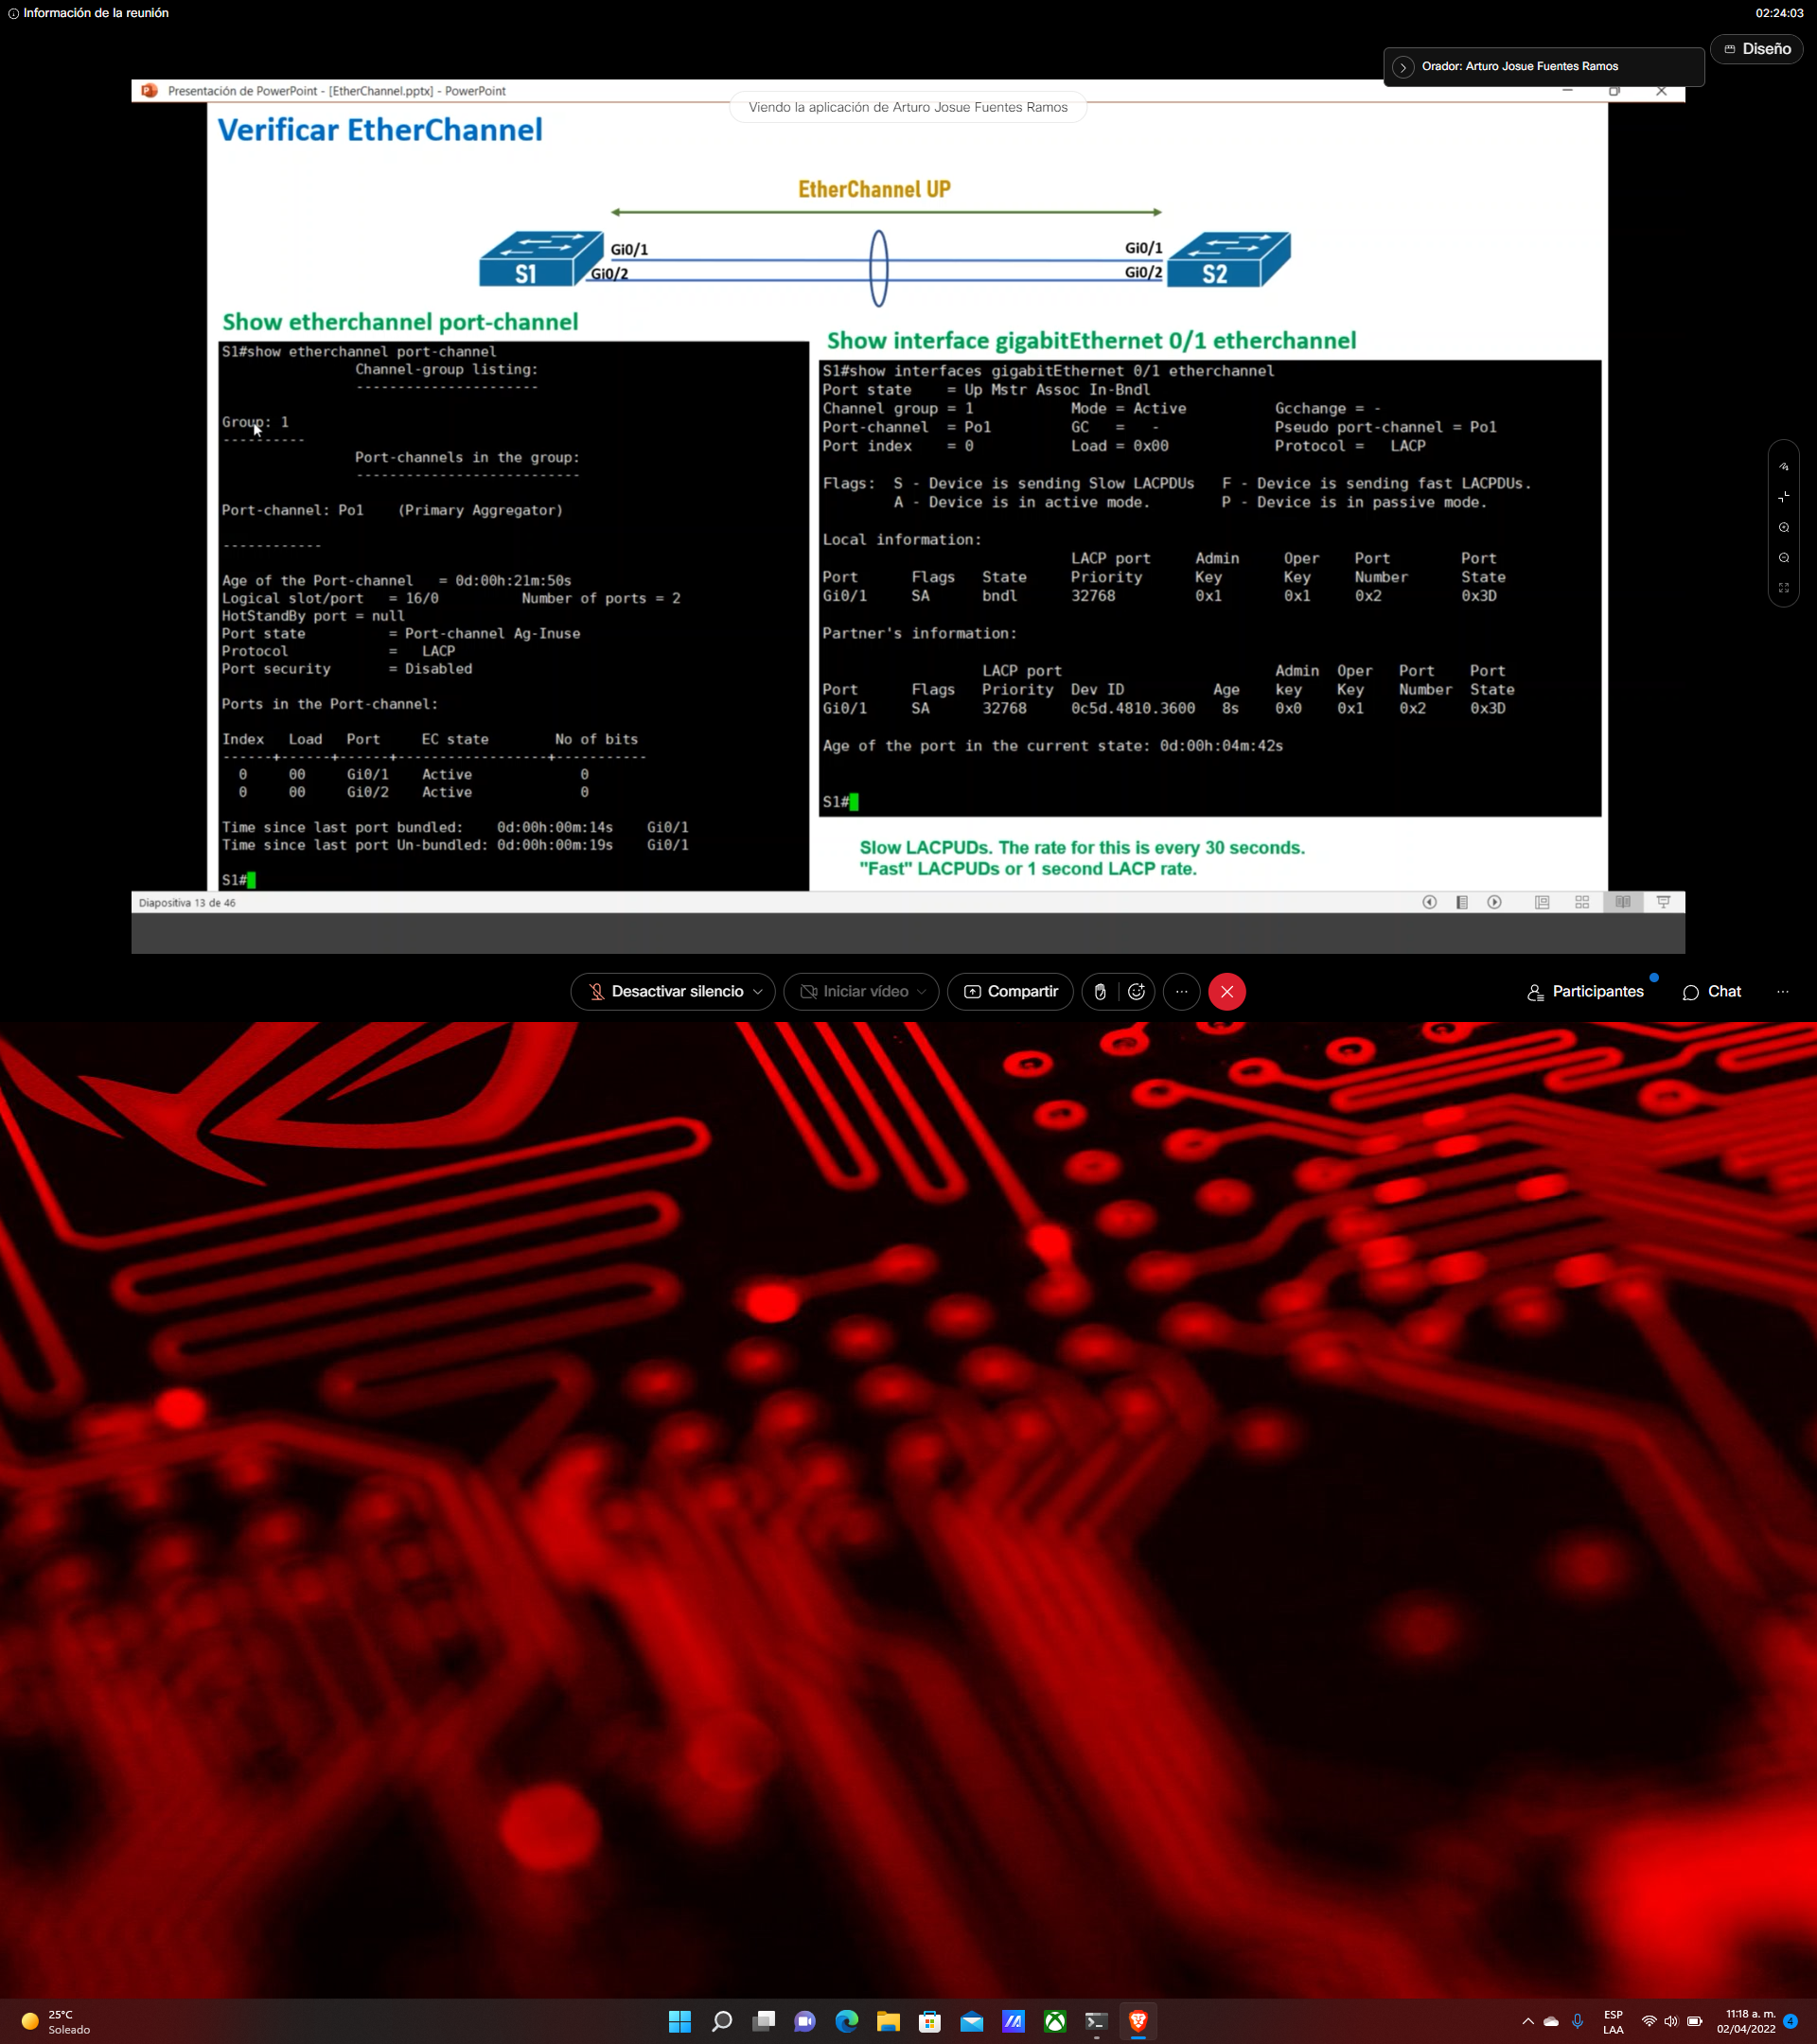 Información de la reunión
02:24:03
Diseño
Orador: Arturo Josue Fuentes Ramos
Presentación de PowerPoint - [EtherChannel.pptx] - PowerPoint
Viendo la aplicación de Arturo Josue Fuentes Ramos
Verificar EtherChannel
EtherChannel UP
Gi0/1
Gi0/1
S1
Gi0/2
Gi0/2
S2
Show etherchannel port-channel
S1#show etherchannel port-channel
Channel-group listing:
----------------------
Group: 1
----------
Port-channels in the group:
---------------------------
Port-channel: Po1    (Primary Aggregator)
------------
Age of the Port-channel   = 0d:00h:21m:50s
Logical slot/port   = 16/0          Number of ports = 2
HotStandBy port = null
Port state          = Port-channel Ag-Inuse
Protocol            =   LACP
Port security       = Disabled
Ports in the Port-channel:
Index   Load   Port     EC state        No of bits
------+------+------+------------------+-----------
0     00     Gi0/1    Active             0
0     00     Gi0/2    Active             0
Time since last port bundled:    0d:00h:00m:14s    Gi0/1
Time since last port Un-bundled: 0d:00h:00m:19s    Gi0/1
S1#
Show interface gigabitEthernet 0/1 etherchannel
S1#show interfaces gigabitEthernet 0/1 etherchannel
Port state    = Up Mstr Assoc In-Bndl
Channel group = 1           Mode = Active          Gcchange = -
Port-channel  = Po1         GC   =   -             Pseudo port-channel = Po1
Port index    = 0           Load = 0x00            Protocol =   LACP
Flags:  S - Device is sending Slow LACPDUs   F - Device is sending fast LACPDUs.
A - Device is in active mode.        P - Device is in passive mode.
Local information:
LACP port     Admin     Oper    Port        Port
Port      Flags   State     Priority      Key       Key     Number      State
Gi0/1     SA      bndl      32768         0x1       0x1     0x2         0x3D
Partner's information:
LACP port                        Admin  Oper   Port    Port
Port      Flags   Priority  Dev ID          Age    key    Key    Number  State
Gi0/1     SA      32768     0c5d.4810.3600   8s    0x0    0x1    0x2     0x3D
Age of the port in the current state: 0d:00h:04m:42s
S1#
Slow LACPUDs. The rate for this is every 30 seconds.
"Fast" LACPUDs or 1 second LACP rate.
Diapositiva 13 de 46
Desactivar silencio
Iniciar vídeo
Compartir
Participantes
Chat
25°C
Soleado
ESP
LAA
11:18 a. m.
02/04/2022
4